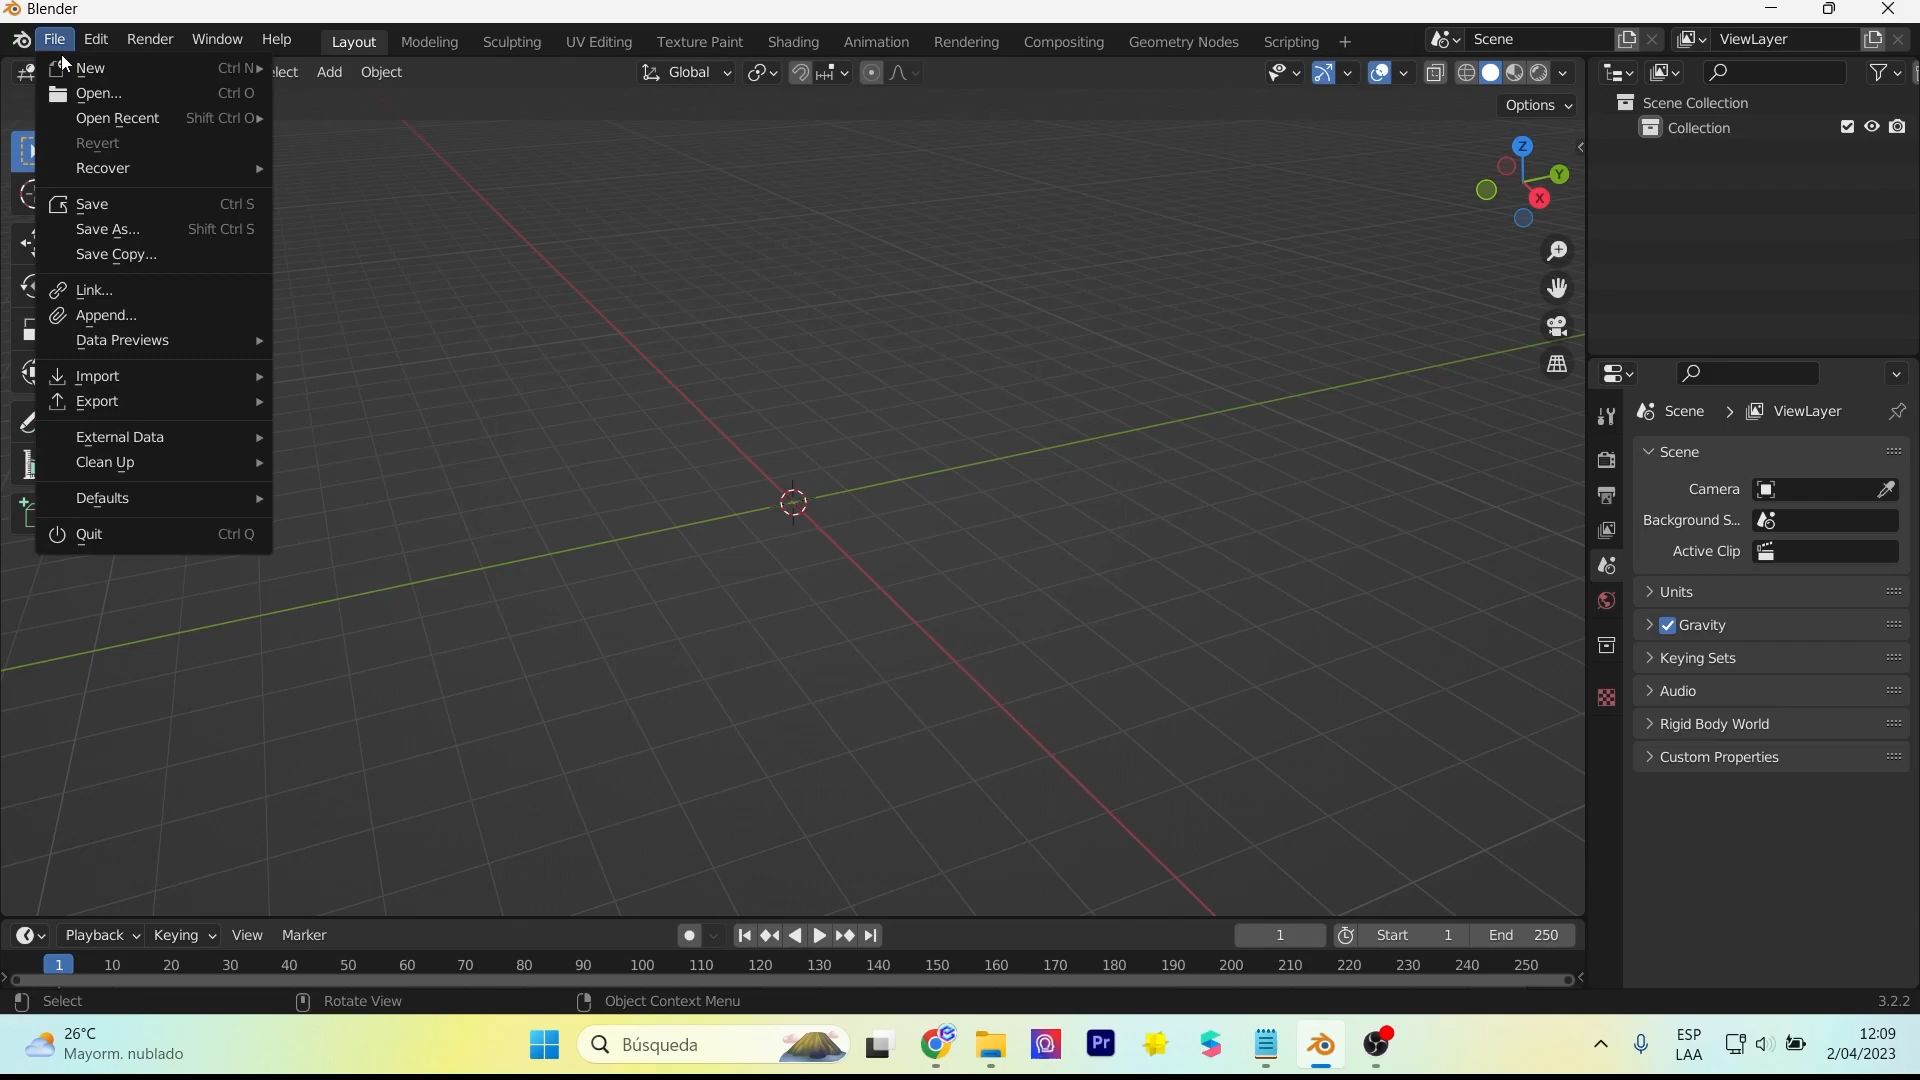 Blender
File Edit Render Window Help Layout Modeling Sculpting UV Editing Texture Paint Shading Animation Rendering Compositing Geometry Nodes Scripting + Scene ViewLayer
lect Add Object Global
Options
New Ctrl N
Open... Ctrl O
Open Recent Shift Ctrl O
Revert
Recover
Save Ctrl S
Save As... Shift Ctrl S
Save Copy...
Link...
Append...
Data Previews
Import
Export
External Data
Clean Up
Defaults
Quit Ctrl Q
Z
Y
X
Scene Collection
Collection
Scene > ViewLayer
Scene
Camera
Background S...
Active Clip
Units
Gravity
Keying Sets
Audio
Rigid Body World
Custom Properties
Playback Keying View Marker 1 Start 1 End 250
1 10 20 30 40 50 60 70 80 90 100 110 120 130 140 150 160 170 180 190 200 210 220 230 240 250
Select Rotate View Object Context Menu 3.2.2
26°C
Mayorm. nublado
Búsqueda
Pr
ESP
LAA
12:09
2/04/2023